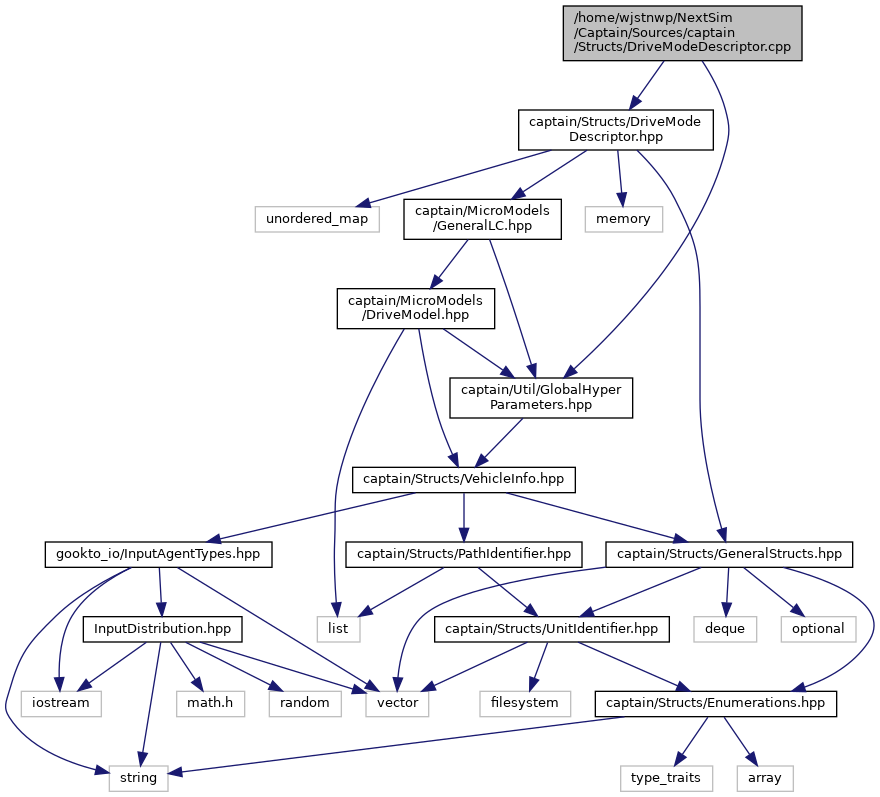 /home/wjstnwp/NextSim
/Captain/Sources/captain
/Structs/DriveModeDescriptor.cpp
captain/Structs/DriveMode
Descriptor.hpp
unordered_map
captain/MicroModels
/GeneralLC.hpp
memory
captain/MicroModels
/DriveModel.hpp
captain/Util/GlobalHyper
Parameters.hpp
captain/Structs/VehicleInfo.hpp
gookto_io/InputAgentTypes.hpp
captain/Structs/PathIdentifier.hpp
captain/Structs/GeneralStructs.hpp
InputDistribution.hpp
list
captain/Structs/UnitIdentifier.hpp
deque
optional
iostream
math.h
random
vector
filesystem
captain/Structs/Enumerations.hpp
string
type_traits
array